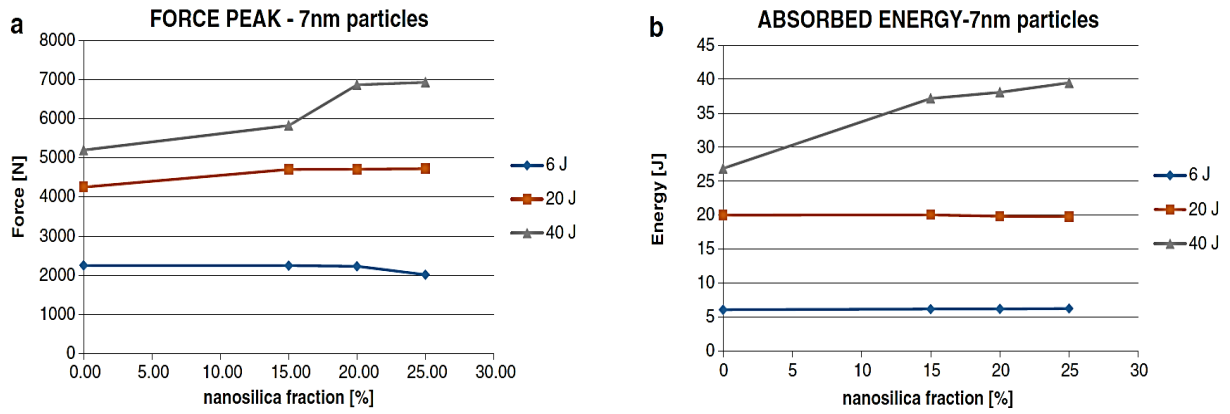 a
FORCE PEAK - 7nm particles
8000
7000
6000
5000
4000
3000
2000
1000
0
Force [N]
0.00 5.00 10.00 15.00 20.00 25.00 30.00
nanosilica fraction [%]
6 J
20 J
40 J
b
ABSORBED ENERGY-7nm particles
45
40
35
30
25
20
15
10
5
0
Energy [J]
0 5 10 15 20 25 30
nanosilica fraction [%]
6 J
20 J
40 J